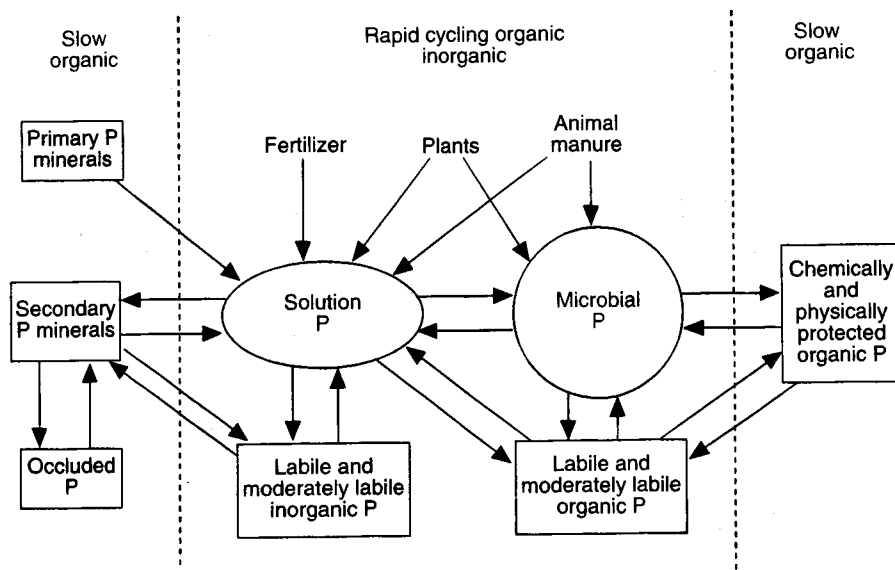 Slow
organic
Rapid cycling organic
inorganic
Slow
organic
Primary P
minerals
Fertilizer
Plants
Animal
manure
Secondary
P minerals
Solution
P
Microbial
P
Chemically
and
physically
protected
organic P
Occluded
P
Labile and
moderately labile
inorganic P
Labile and
moderately labile
organic P